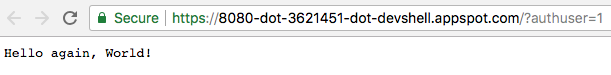 Secure https://8080-dot-3621451-dot-devshell.appspot.com/?authuser=1
Hello again, World!